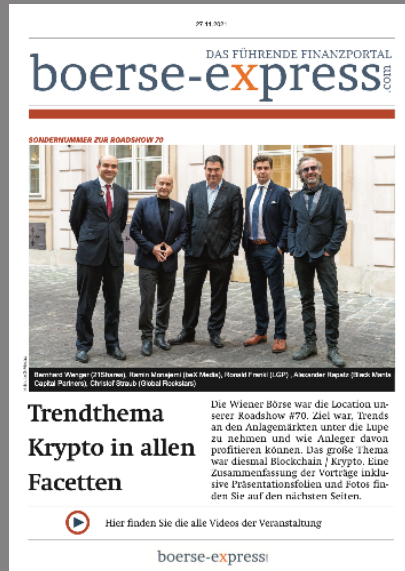 27.11.2021
DAS FÜHRENDE FINANZPORTAL
boerse-express.com
SONDERNUMMER ZUR ROADSHOW 70
Bernhard Wenger (21Shares), Ramin Monajemi (beX Media), Ronald Frankl (LGP) , Alexander Rapatz (Black Manta
Capital Partners), Christof Straub (Global Rockstars)
Trendthema
Krypto in allen
Facetten
Die Wiener Börse war die Location un-
serer Roadshow #70. Ziel war, Trends
an den Anlagemärkten unter die Lupe
zu nehmen und wie Anleger davon
profitieren können. Das große Thema
war diesmal Blockchain / Krypto. Eine
Zusammenfassung der Vorträge inklu-
sive Präsentationsfolien und Fotos fin-
den Sie auf den nächsten Seiten.
Hier finden Sie die alle Videos der Veranstaltung
boerse-express